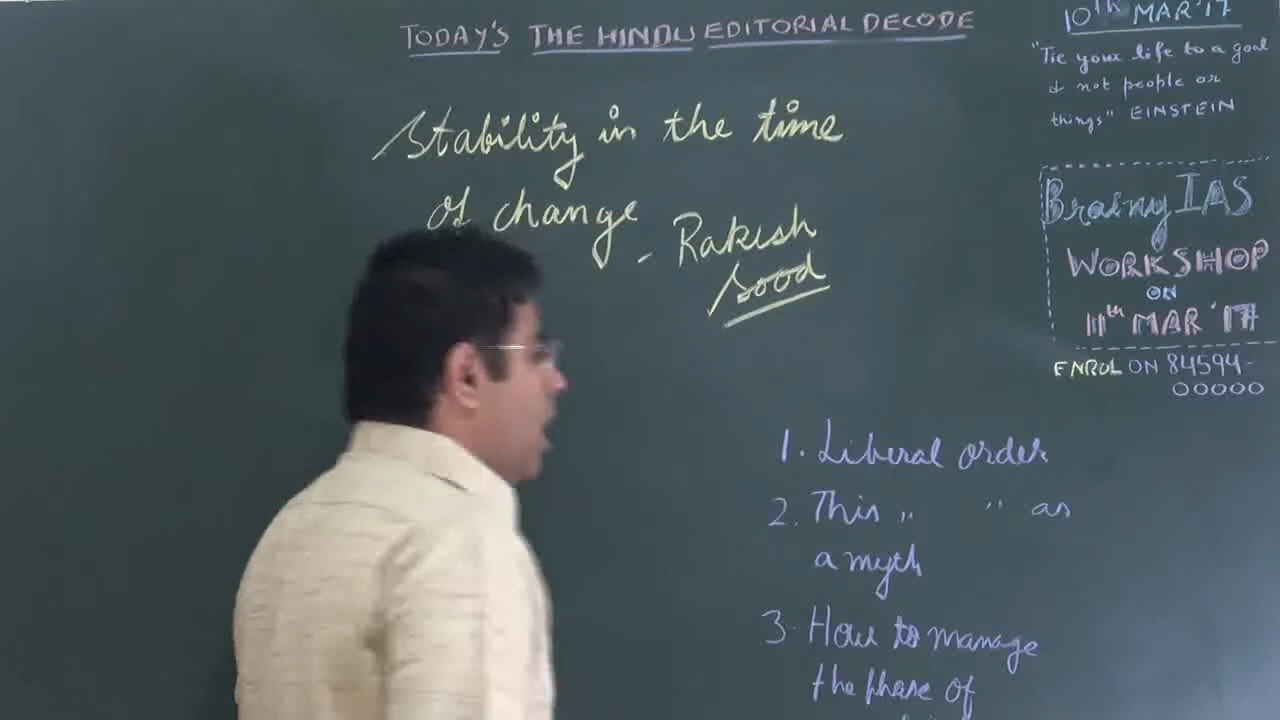 TODAY'S THE HINDU EDITORIAL DECODE
Stability in the time
of change
- Rakesh
Sood
10th MAR'17
"Tie your life to a goal
& not people or
things" EINSTEIN
Brainy IAS
WORKSHOP
ON
11th MAR '17
ENROL ON 84594-
00000
1. Liberal order
2. This " " as
a myth
3. How to manage
the phase of